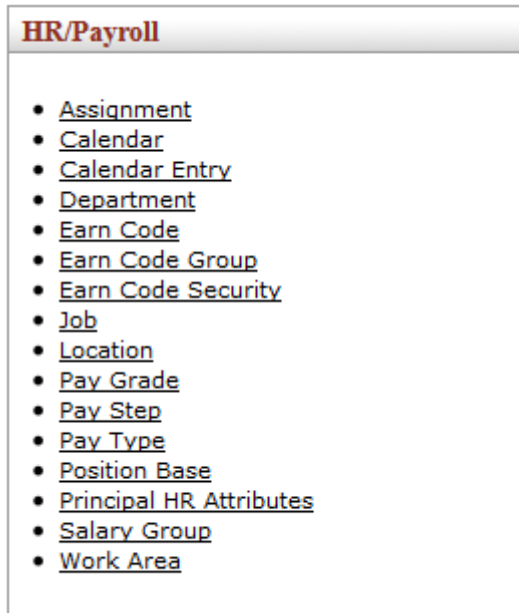 HR/Payroll
Assignment
Calendar
Calendar Entry
Department
Earn Code
Earn Code Group
Earn Code Security
Job
Location
Pay Grade
Pay Step
Pay Type
Position Base
Principal HR Attributes
Salary Group
Work Area